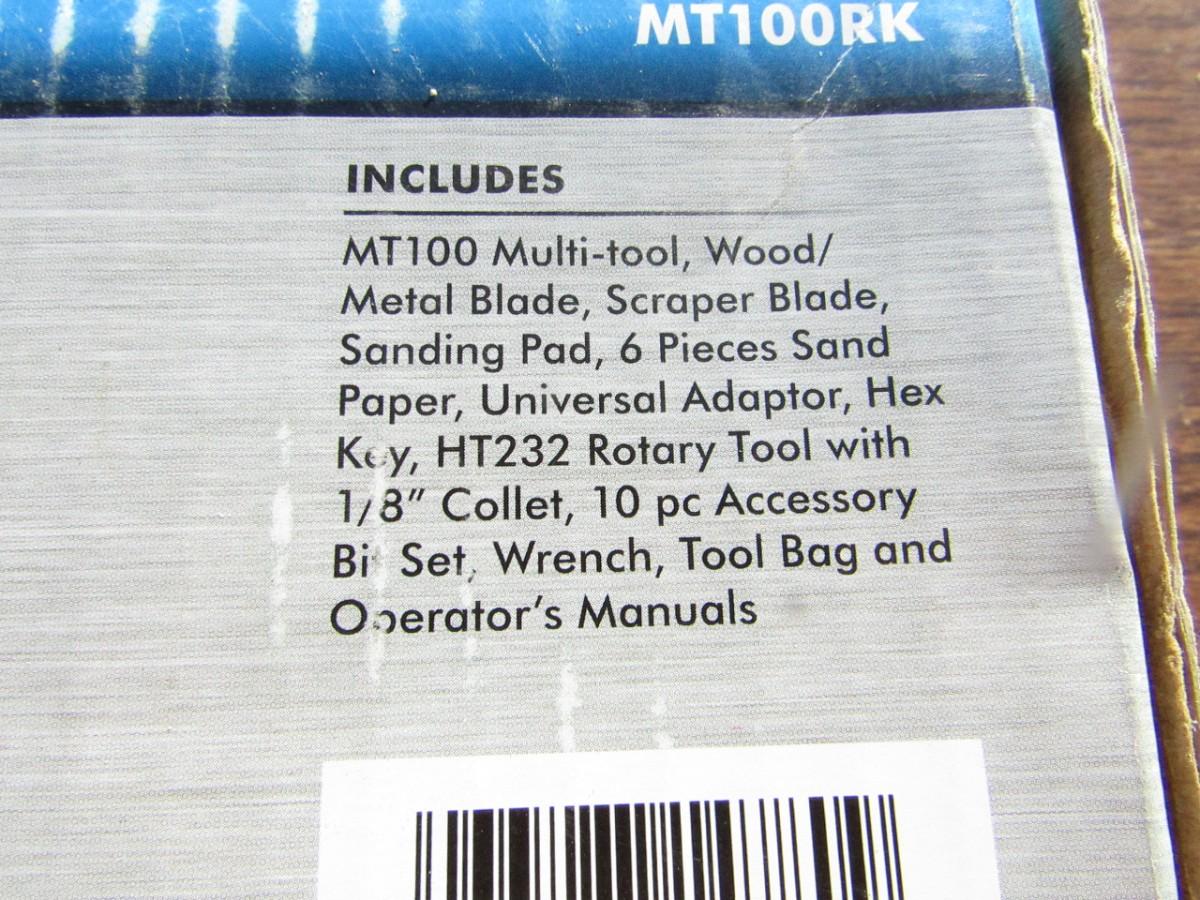 MT100RK
INCLUDES
MT100 Multi-tool, Wood/
Metal Blade, Scraper Blade,
Sanding Pad, 6 Pieces Sand
Paper, Universal Adaptor, Hex
Key, HT232 Rotary Tool with
1/8″ Collet, 10 pc Accessory
Bit Set, Wrench, Tool Bag and
Operator's Manuals